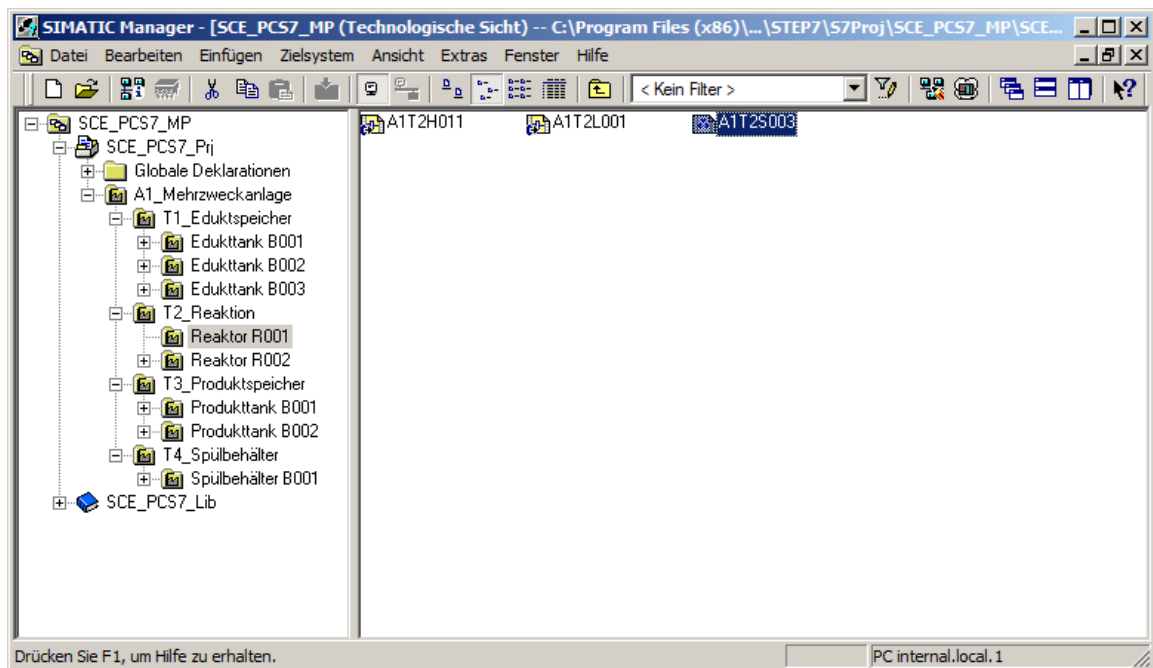 SIMATIC Manager - [SCE_PCS7_MP (Technologische Sicht) -- C:\Program Files (x86)\...\STEP7\S7Proj\SCE_PCS7_MP\SCE...
Datei Bearbeiten Einfügen Zielsystem Ansicht Extras Fenster Hilfe
< Kein Filter >
SCE_PCS7_MP
SCE_PCS7_Prj
Globale Deklarationen
A1_Mehrzweckanlage
T1_Eduktspeicher
Edukttank B001
Edukttank B002
Edukttank B003
T2_Reaktion
Reaktor R001
Reaktor R002
T3_Produktspeicher
Produkttank B001
Produkttank B002
T4_Spülbehälter
Spülbehälter B001
SCE_PCS7_Lib
A1T2H011 A1T2L001 A1T2S003
Drücken Sie F1, um Hilfe zu erhalten. PC internal.local.1